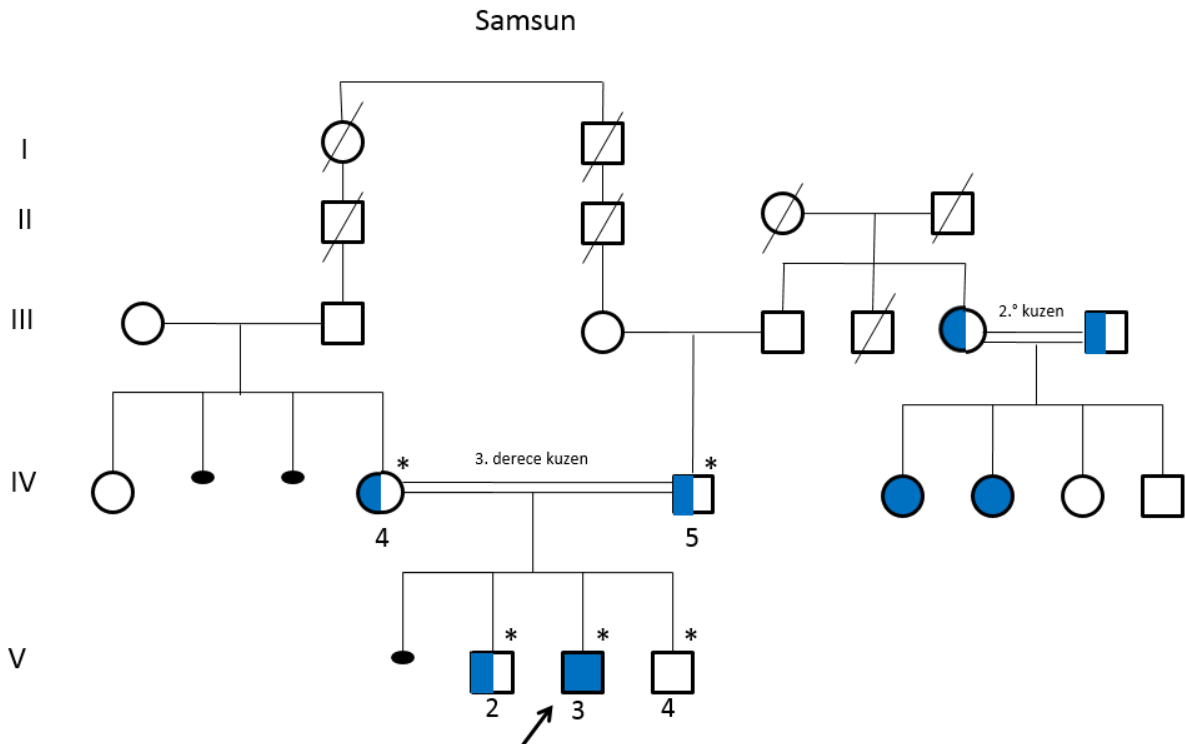 Samsun
I
II
III
2.° kuzen
IV
* 3. derece kuzen *
4 5
V
* * *
2 3 4